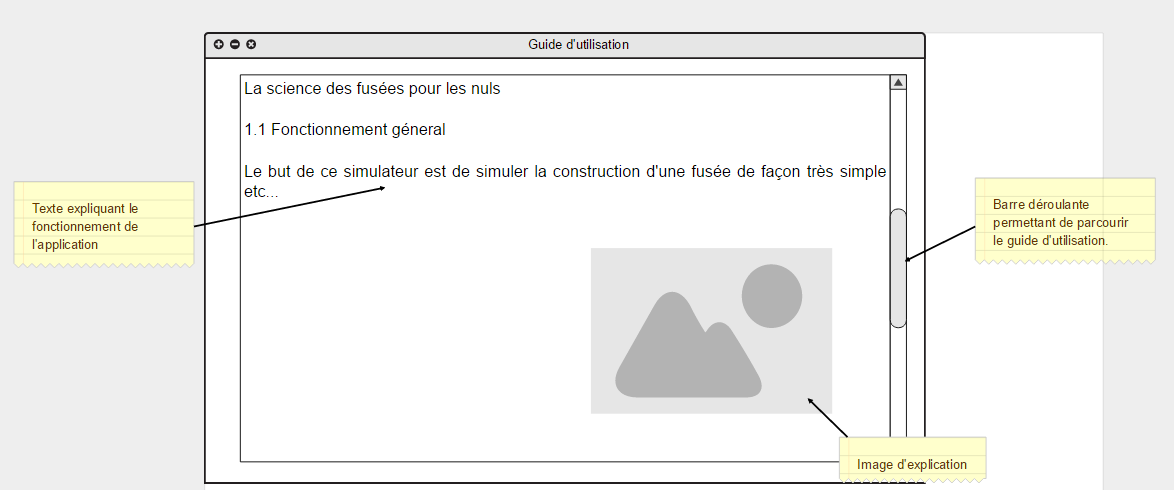 Guide d'utilisation
La science des fusées pour les nuls
1.1 Fonctionnement géneral
Le but de ce simulateur est de simuler la construction d'une fusée de façon très simple
etc...
Texte expliquant le
fonctionnement de
l'application
Barre déroulante
permettant de parcourir
le guide d'utilisation.
Image d'explication